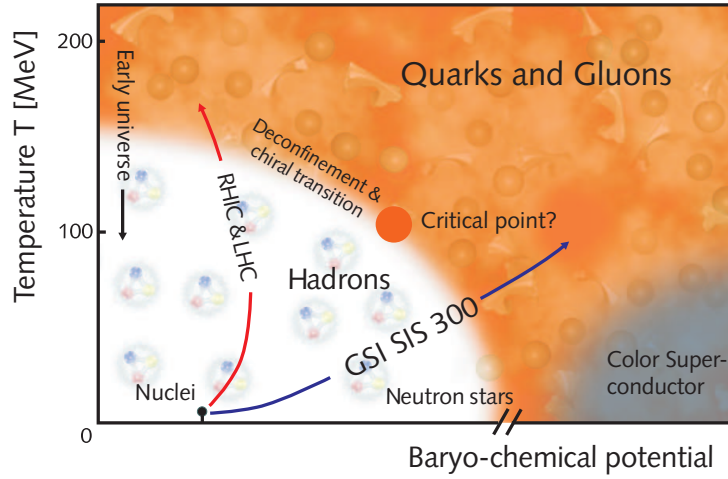 200
Temperature T [MeV]
Early universe
Quarks and Gluons
Deconfinement &
chiral transition
RHIC & LHC
100
Critical point?
Hadrons
GSI SIS 300
Color Super-
conductor
Nuclei
Neutron stars
0
Baryo-chemical potential